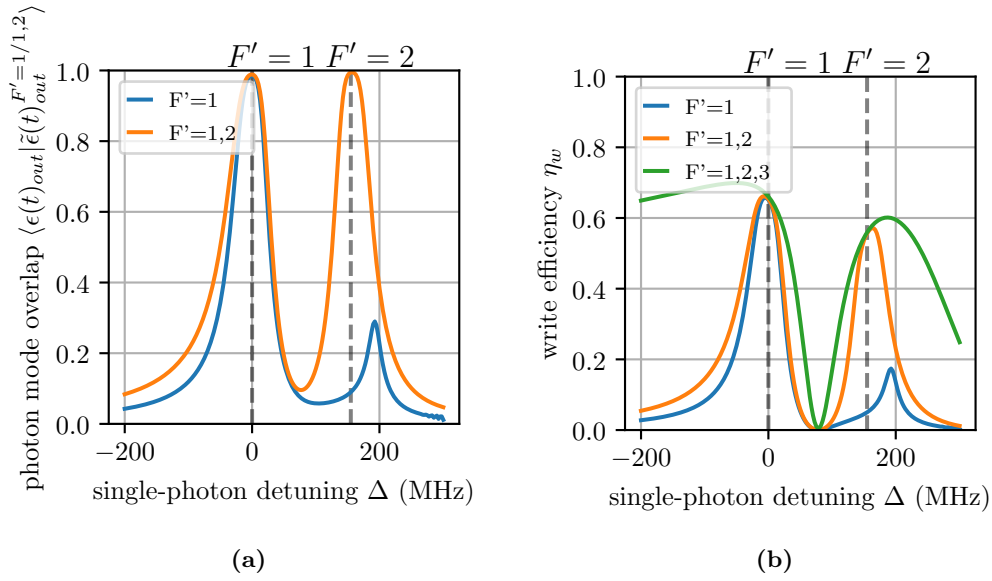 F′ = 1 F′ = 2
photon mode overlap ⟨ϵ(t)_{out}|ϵ̃(t)_{out}^{F′=1/1,2}⟩
1.0
0.8
0.6
0.4
0.2
0.0
F'=1
F'=1,2
−200 0 200
single-photon detuning Δ (MHz)
(a)
F′ = 1 F′ = 2
write efficiency η_w
1.0
0.8
0.6
0.4
0.2
0.0
F'=1
F'=1,2
F'=1,2,3
−200 0 200
single-photon detuning Δ (MHz)
(b)